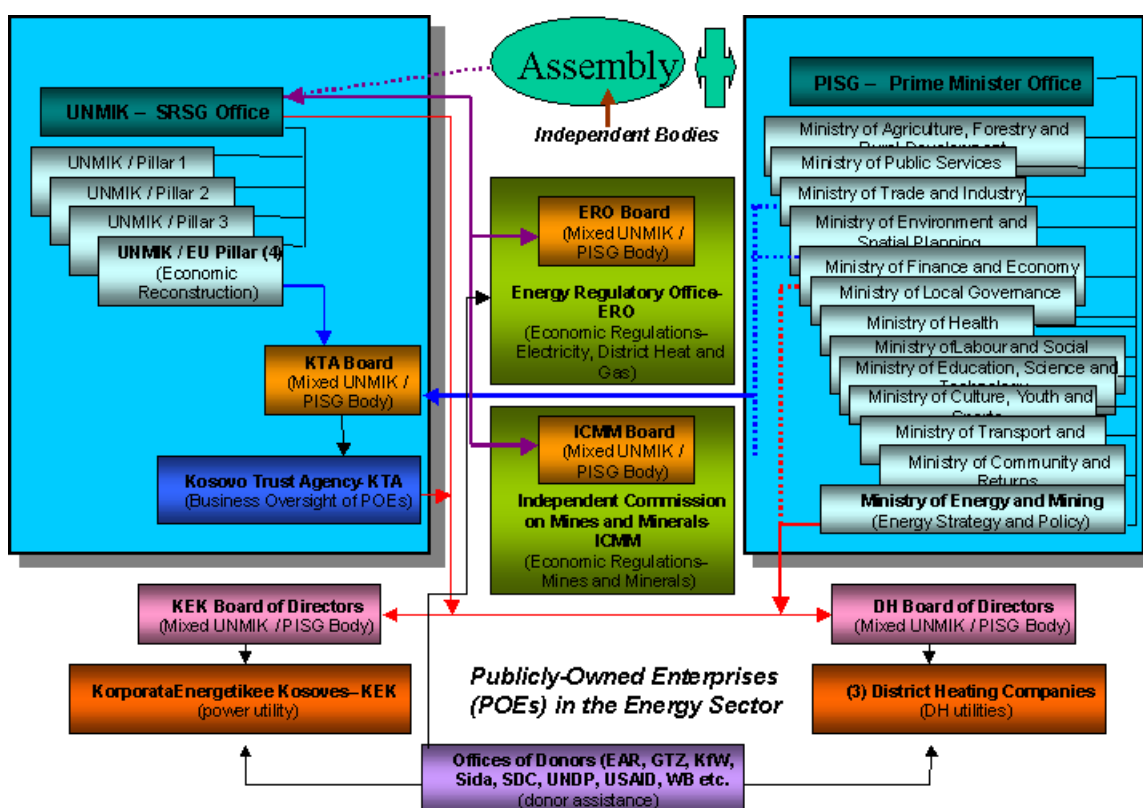 Assembly
Independent Bodies
UNMIK – SRSG Office
UNMIK / Pillar 1
UNMIK / Pillar 2
UNMIK / Pillar 3
UNMIK / EU Pillar (4)
(Economic
Reconstruction)
KTA Board
(Mixed UNMIK /
PISG Body)
Kosovo Trust Agency-KTA
(Business Oversight of POEs)
ERO Board
(Mixed UNMIK /
PISG Body)
Energy Regulatory Office-
ERO
(Economic Regulations–
Electricity, District Heat and
Gas)
ICMM Board
(Mixed UNMIK /
PISG Body)
Independent Commission
on Mines and Minerals
ICMM
(Economic Regulations–
Mines and Minerals)
PISG – Prime Minister Office
Ministry of Agriculture, Forestry and
Rural Development
Ministry of Public Services
Ministry of Trade and Industry
Ministry of Environment and
Spatial Planning
Ministry of Finance and Economy
Ministry of Local Governance
Ministry of Health
Ministry of Labour and Social
Ministry of Education, Science and
Technology
Ministry of Culture, Youth and
Sports
Ministry of Transport and
Ministry of Community and
Returns
Ministry of Energy and Mining
(Energy Strategy and Policy)
KEK Board of Directors
(Mixed UNMIK / PISG Body)
DH Board of Directors
(Mixed UNMIK / PISG Body)
KorporataEnergetikee Kosoves–KEK
(power utility)
Publicly-Owned Enterprises
(POEs) in the Energy Sector
(3) District Heating Companies
(DH utilities)
Offices of Donors (EAR, GTZ, KfW,
Sida, SDC, UNDP, USAID, WB etc.
(donor assistance)